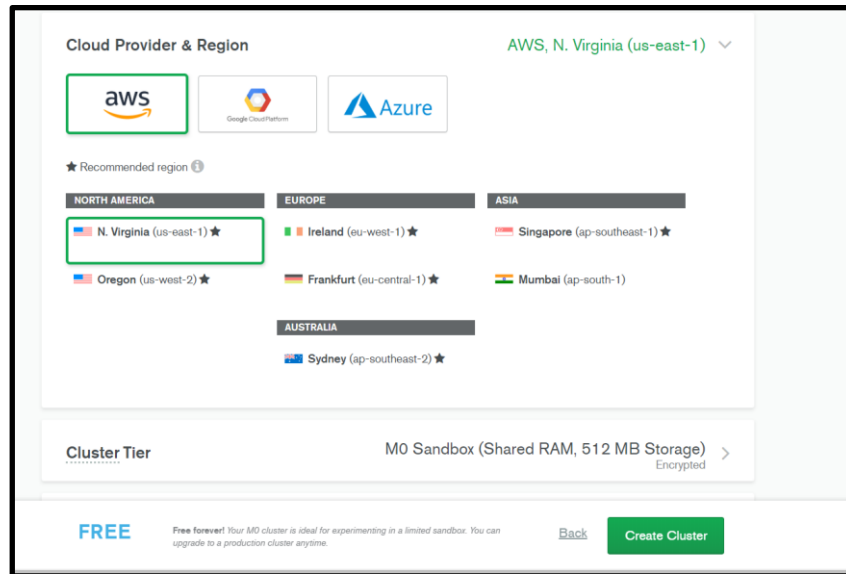 Cloud Provider & Region
AWS, N. Virginia (us-east-1)
aws
Google Cloud Platform
Azure
★ Recommended region
NORTH AMERICA
N. Virginia (us-east-1) ★
Oregon (us-west-2) ★
EUROPE
Ireland (eu-west-1) ★
Frankfurt (eu-central-1) ★
AUSTRALIA
Sydney (ap-southeast-2) ★
ASIA
Singapore (ap-southeast-1) ★
Mumbai (ap-south-1)
Cluster Tier
M0 Sandbox (Shared RAM, 512 MB Storage)
Encrypted
FREE
Free forever! Your M0 cluster is ideal for experimenting in a limited sandbox. You can
upgrade to a production cluster anytime.
Back
Create Cluster